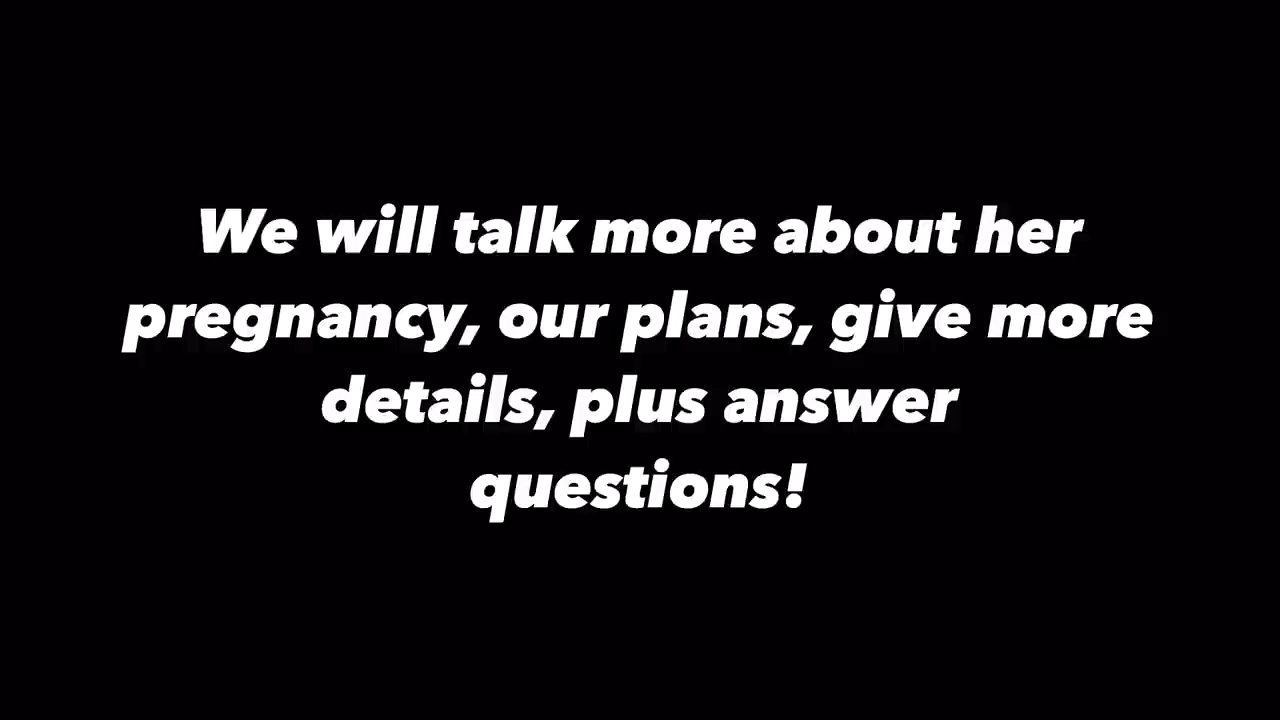 We will talk more about her
pregnancy, our plans, give more
details, plus answer
questions!